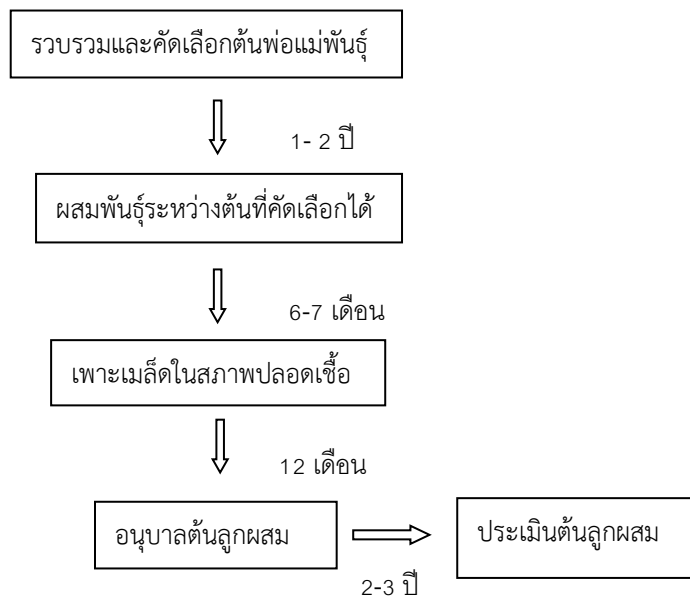 รวบรวมและคัดเลือกต้นพ่อแม่พันธุ์
1- 2 ปี
ผสมพันธุ์ระหว่างต้นที่คัดเลือกได้
6-7 เดือน
เพาะเมล็ดในสภาพปลอดเชื้อ
12 เดือน
อนุบาลต้นลูกผสม
2-3 ปี
ประเมินต้นลูกผสม